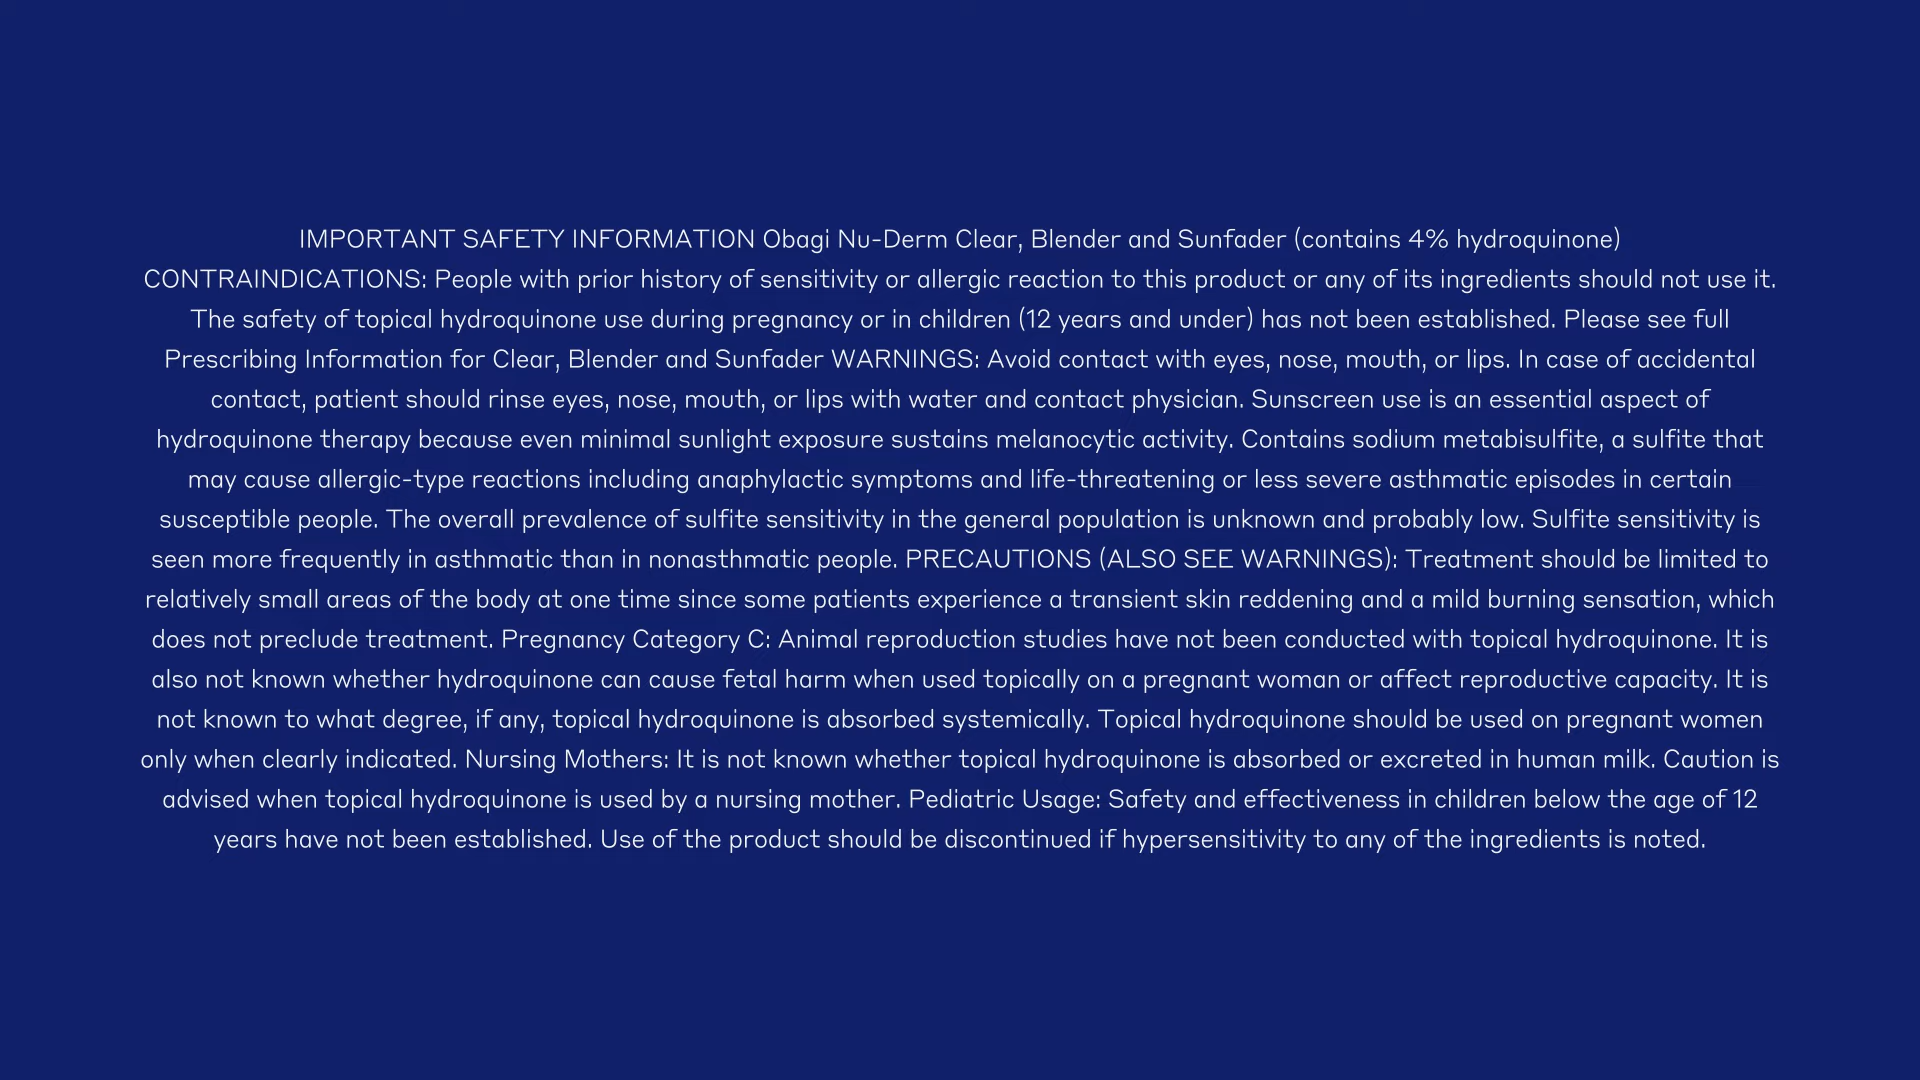 IMPORTANT SAFETY INFORMATION Obagi Nu-Derm Clear, Blender and Sunfader (contains 4% hydroquinone)
CONTRAINDICATIONS: People with prior history of sensitivity or allergic reaction to this product or any of its ingredients should not use it.
The safety of topical hydroquinone use during pregnancy or in children (12 years and under) has not been established. Please see full
Prescribing Information for Clear, Blender and Sunfader WARNINGS: Avoid contact with eyes, nose, mouth, or lips. In case of accidental
contact, patient should rinse eyes, nose, mouth, or lips with water and contact physician. Sunscreen use is an essential aspect of
hydroquinone therapy because even minimal sunlight exposure sustains melanocytic activity. Contains sodium metabisulfite, a sulfite that
may cause allergic-type reactions including anaphylactic symptoms and life-threatening or less severe asthmatic episodes in certain
susceptible people. The overall prevalence of sulfite sensitivity in the general population is unknown and probably low. Sulfite sensitivity is
seen more frequently in asthmatic than in nonasthmatic people. PRECAUTIONS (ALSO SEE WARNINGS): Treatment should be limited to
relatively small areas of the body at one time since some patients experience a transient skin reddening and a mild burning sensation, which
does not preclude treatment. Pregnancy Category C: Animal reproduction studies have not been conducted with topical hydroquinone. It is
also not known whether hydroquinone can cause fetal harm when used topically on a pregnant woman or affect reproductive capacity. It is
not known to what degree, if any, topical hydroquinone is absorbed systemically. Topical hydroquinone should be used on pregnant women
only when clearly indicated. Nursing Mothers: It is not known whether topical hydroquinone is absorbed or excreted in human milk. Caution is
advised when topical hydroquinone is used by a nursing mother. Pediatric Usage: Safety and effectiveness in children below the age of 12
years have not been established. Use of the product should be discontinued if hypersensitivity to any of the ingredients is noted.